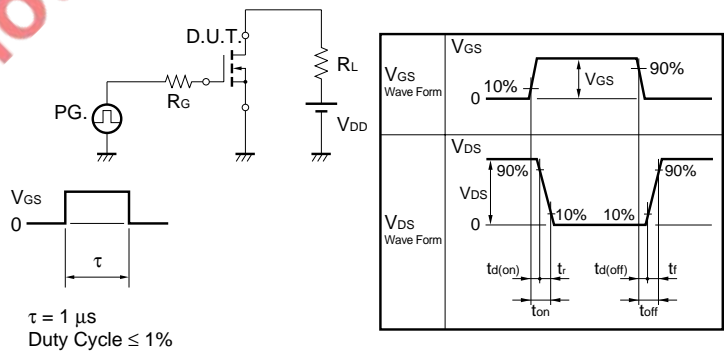 D.U.T.
RL
RG
PG.
VDD
VGS
0
τ
τ = 1 μs
Duty Cycle ≤ 1%
VGS
Wave Form
VGS
10%
VGS
90%
0
VDS
Wave Form
VDS
90%
90%
VDS
10% 10%
0
td(on) tr td(off) tf
ton toff